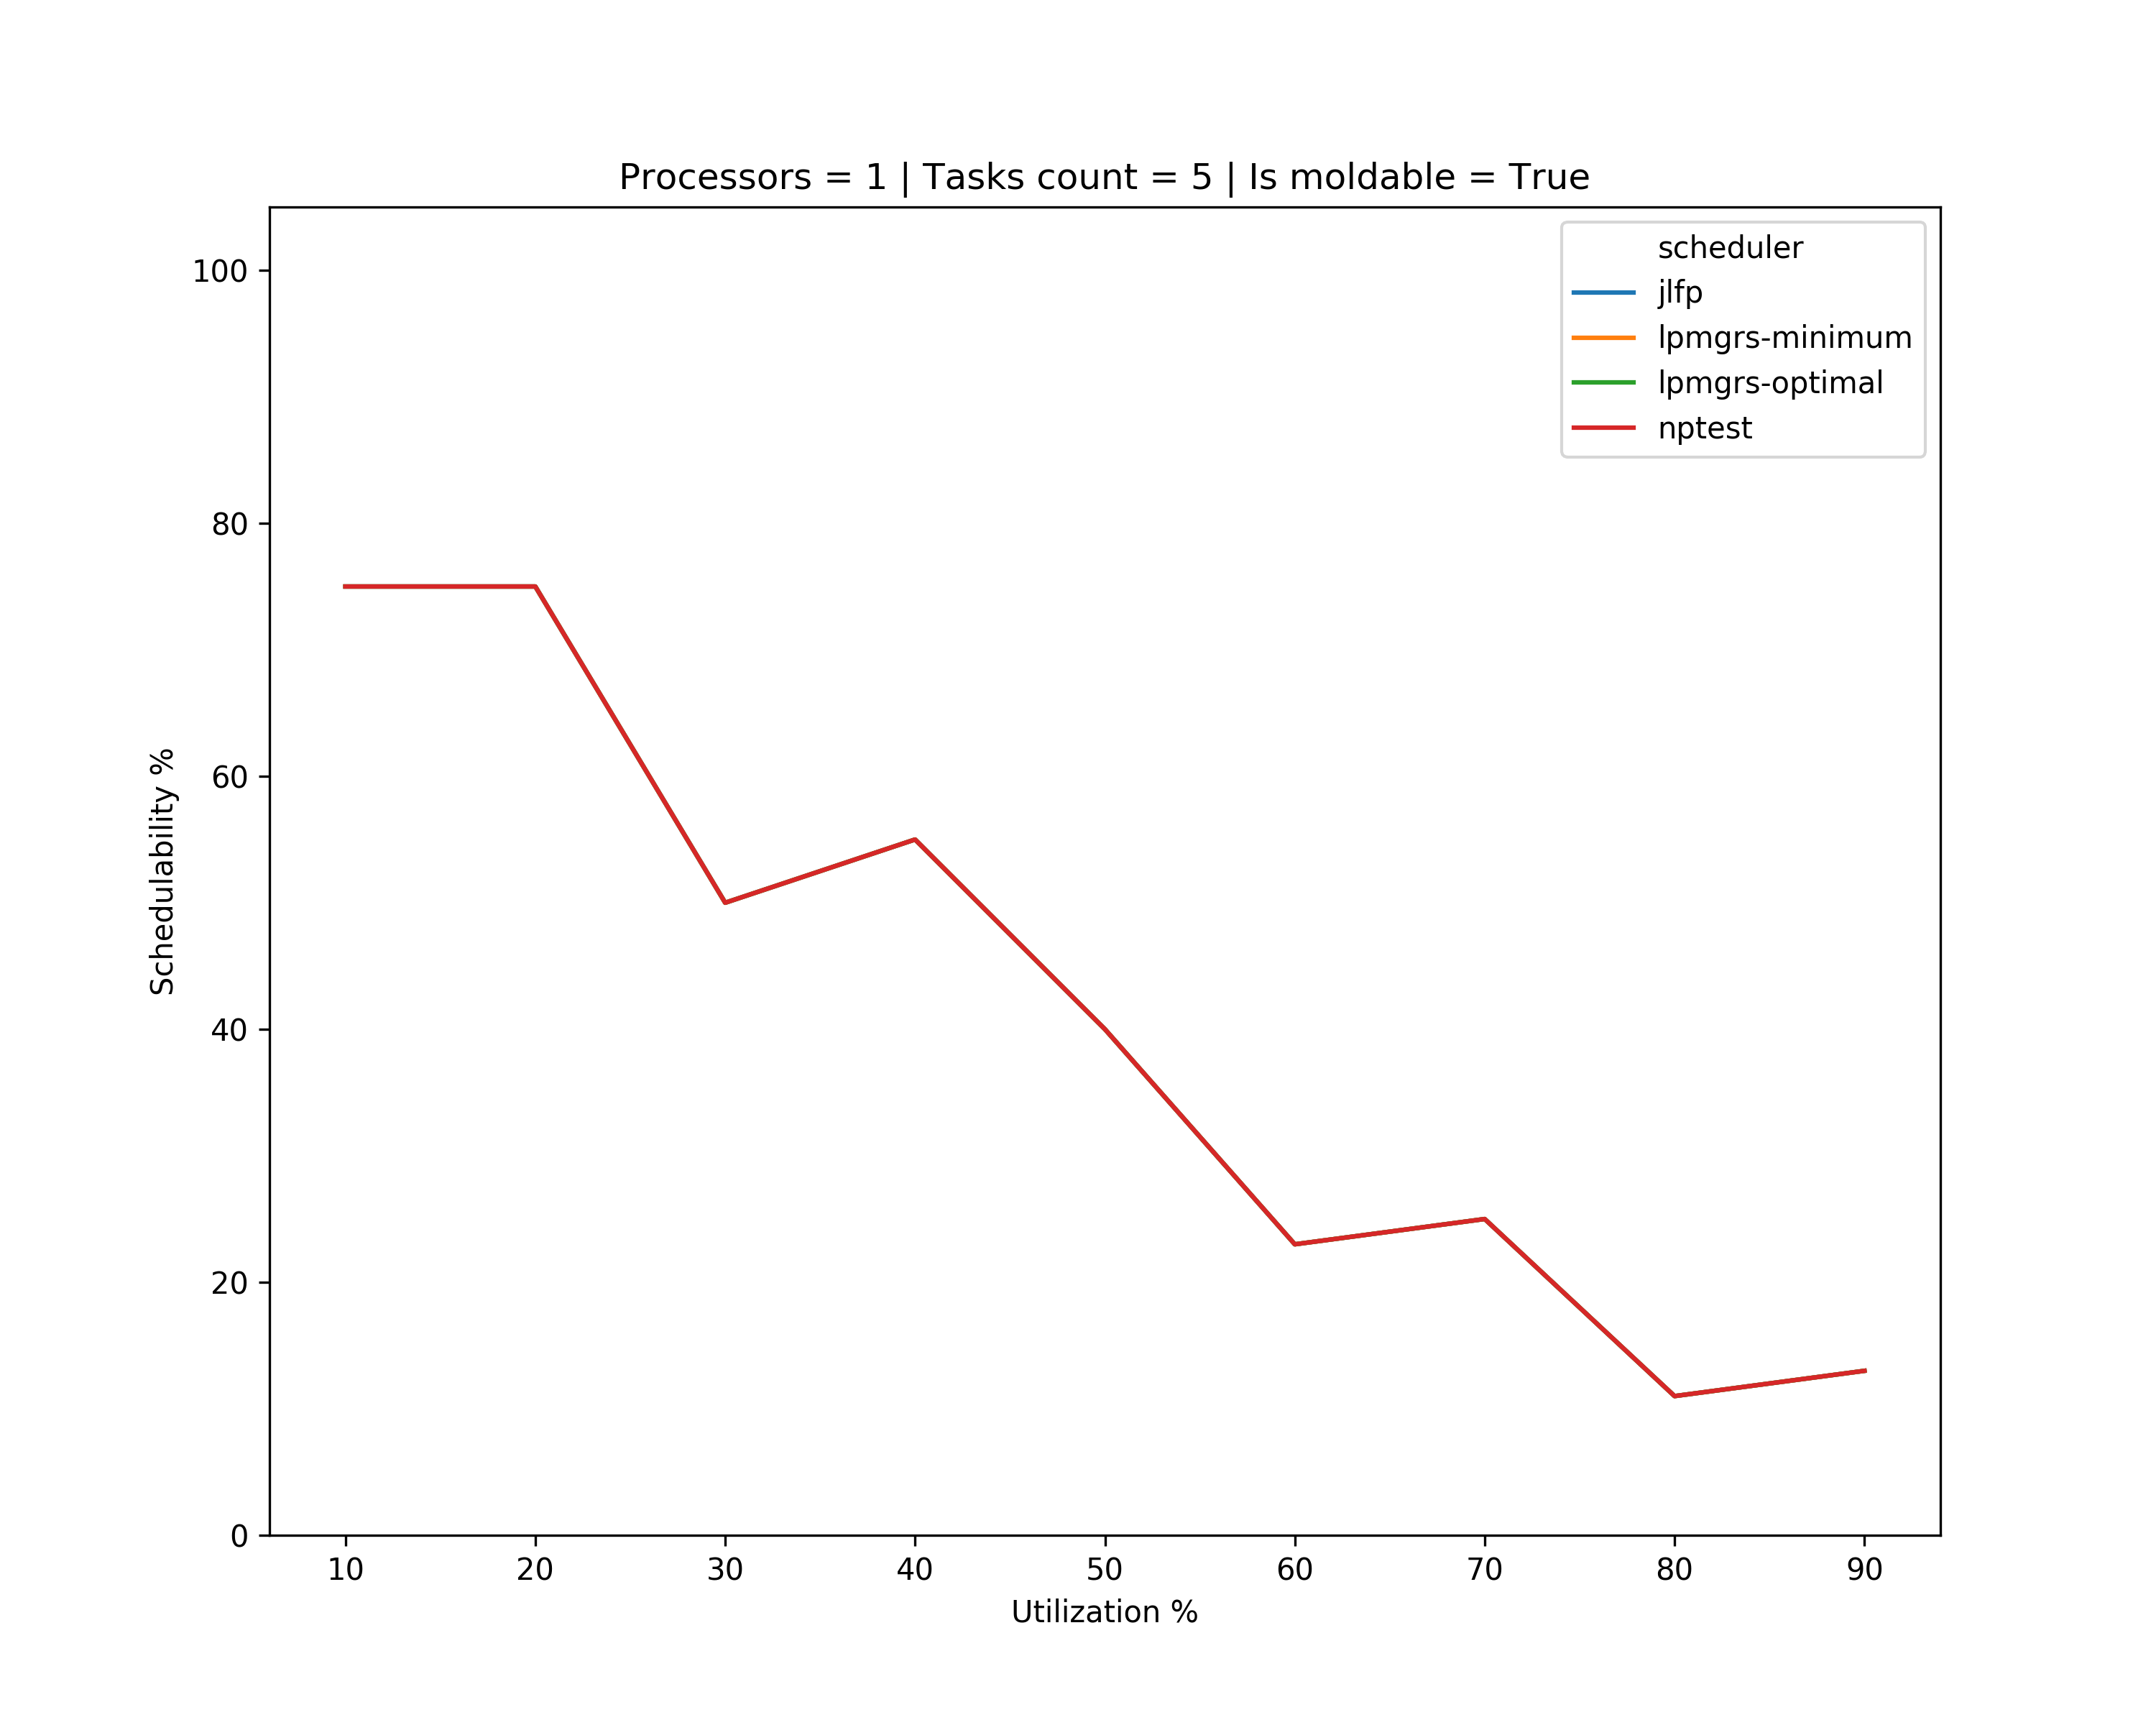 Processors = 1 | Tasks count = 5 | Is moldable = True
scheduler
jlfp
lpmgrs-minimum
lpmgrs-optimal
nptest
Schedulability %
100
80
60
40
20
0
10 20 30 40 50 60 70 80 90
Utilization %